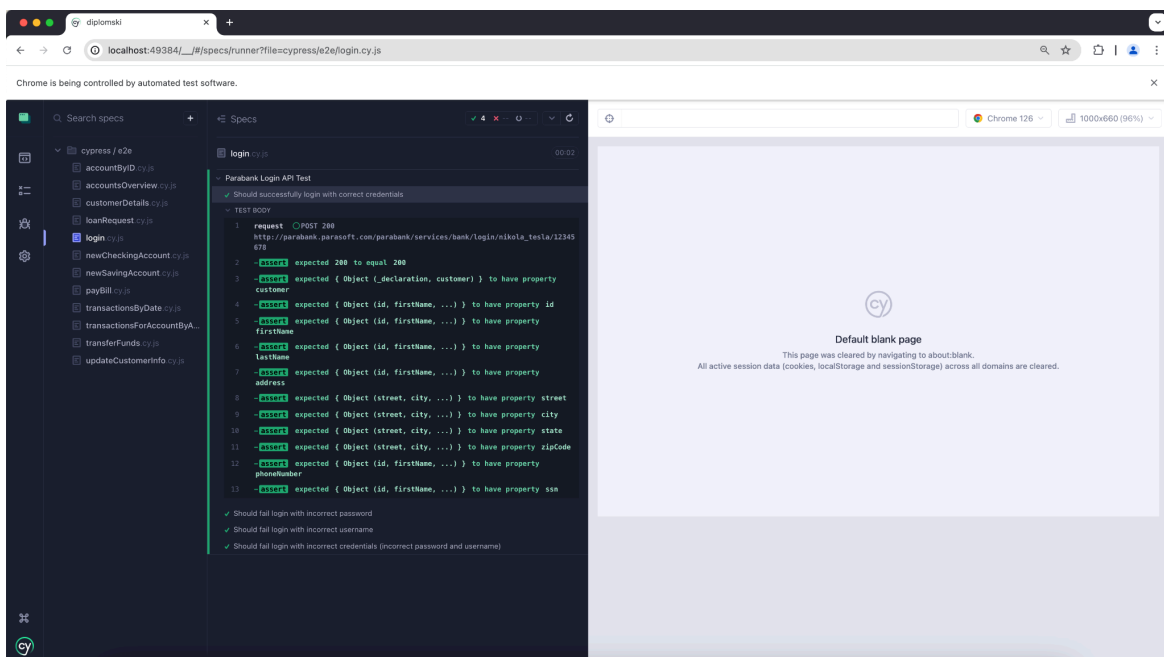 diplomski
localhost:49384/__/#/specs/runner?file=cypress/e2e/login.cy.js
Chrome is being controlled by automated test software.
Search specs
+
cypress / e2e
accountByID.cy.js
accountsOverview.cy.js
customerDetails.cy.js
loanRequest.cy.js
login.cy.js
newCheckingAccount.cy.js
newSavingAccount.cy.js
payBill.cy.js
transactionsByDate.cy.js
transactionsForAccountByA...
transferFunds.cy.js
updateCustomerInfo.cy.js
cy
Specs
4 -- --
login cy.js 00:02
Parabank Login API Test
Should successfully login with correct credentials
TEST BODY
1 request POST 200
http://parabank.parasoft.com/parabank/services/bank/login/nikola_tesla/12345
678
2 -assert expected 200 to equal 200
3 -assert expected { Object (_declaration, customer) } to have property
customer
4 -assert expected { Object (id, firstName, ...) } to have property id
5 -assert expected { Object (id, firstName, ...) } to have property
firstName
6 -assert expected { Object (id, firstName, ...) } to have property
lastName
7 -assert expected { Object (id, firstName, ...) } to have property
address
8 -assert expected { Object (street, city, ...) } to have property street
9 -assert expected { Object (street, city, ...) } to have property city
10 -assert expected { Object (street, city, ...) } to have property state
11 -assert expected { Object (street, city, ...) } to have property zipCode
12 -assert expected { Object (id, firstName, ...) } to have property
phoneNumber
13 -assert expected { Object (id, firstName, ...) } to have property ssn
Should fail login with incorrect password
Should fail login with incorrect username
Should fail login with incorrect credentials (incorrect password and username)
Chrome 126
1000x660 (96%)
cy
Default blank page
This page was cleared by navigating to about:blank.
All active session data (cookies, localStorage and sessionStorage) across all domains are cleared.